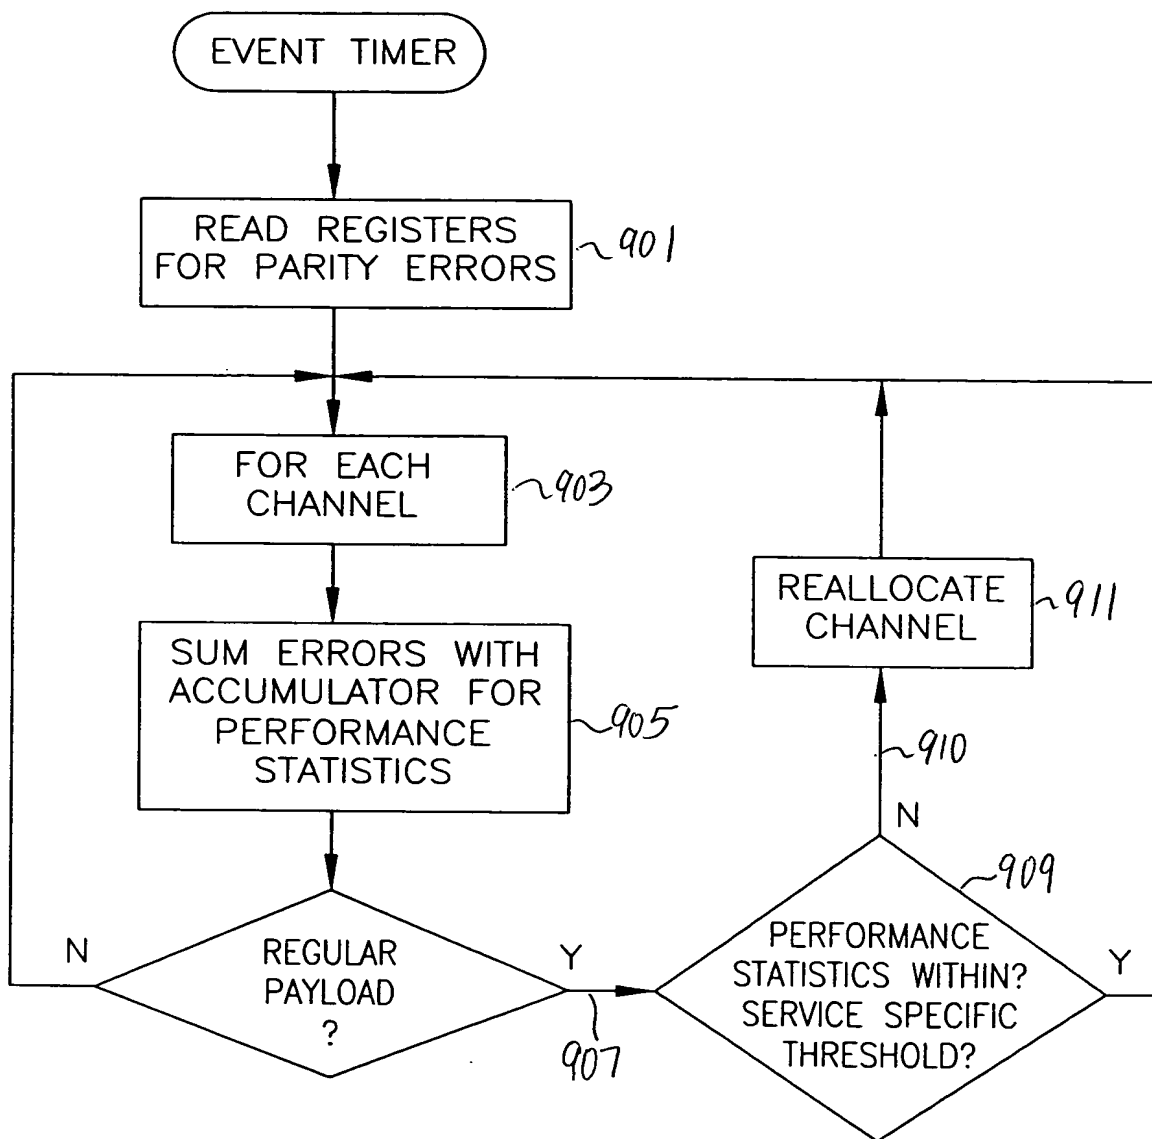 EVENT TIMER
READ REGISTERS
FOR PARITY ERRORS
901
FOR EACH
CHANNEL
903
SUM ERRORS WITH
ACCUMULATOR FOR
PERFORMANCE
STATISTICS
905
REGULAR
PAYLOAD
?
N
Y
907
PERFORMANCE
STATISTICS WITHIN?
SERVICE SPECIFIC
THRESHOLD?
909
Y
N
910
REALLOCATE
CHANNEL
911